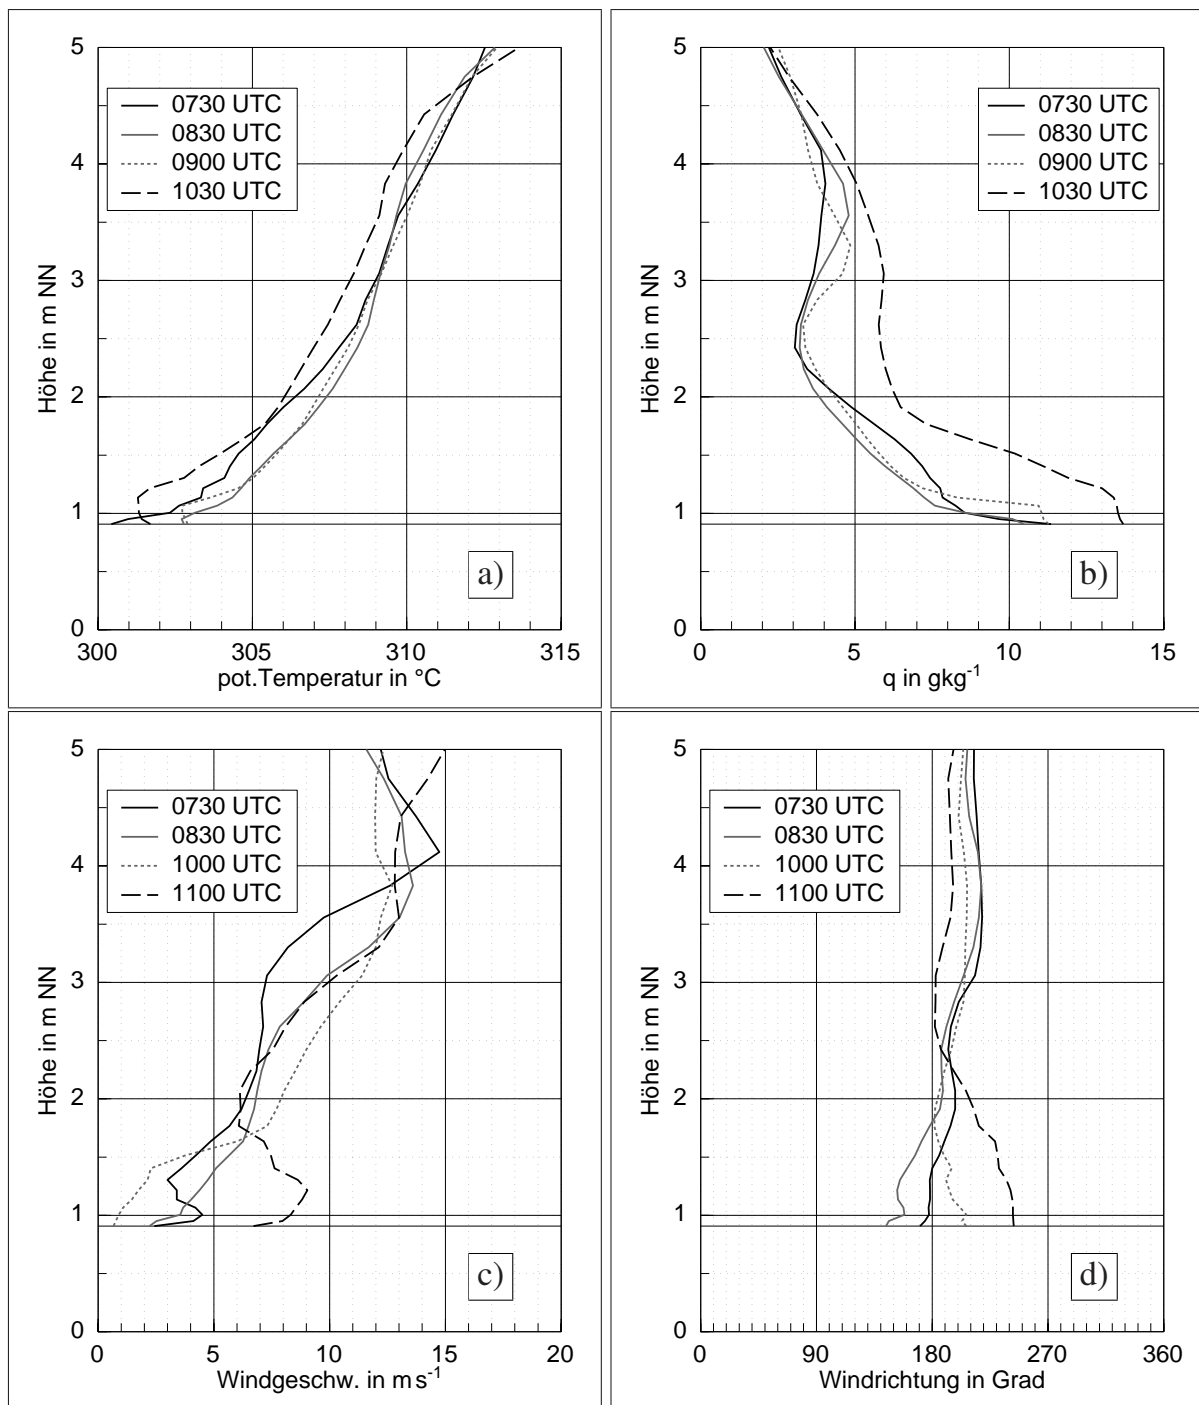 5
4
3
2
1
0
Höhe in m NN
0730 UTC
0830 UTC
0900 UTC
1030 UTC
a)
300 305 310 315
pot.Temperatur in °C
5
4
3
2
1
0
Höhe in m NN
0730 UTC
0830 UTC
0900 UTC
1030 UTC
b)
0 5 10 15
q in gkg⁻¹
5
4
3
2
1
0
Höhe in m NN
0730 UTC
0830 UTC
1000 UTC
1100 UTC
c)
0 5 10 15 20
Windgeschw. in ms⁻¹
5
4
3
2
1
0
Höhe in m NN
0730 UTC
0830 UTC
1000 UTC
1100 UTC
d)
0 90 180 270 360
Windrichtung in Grad